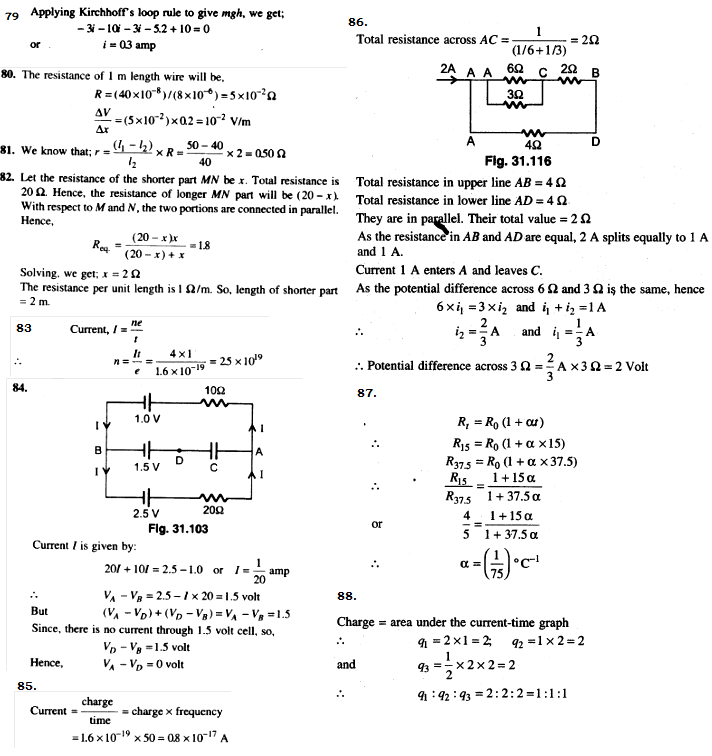 79 Applying Kirchhoff's loop rule to give mgh, we get;
− 3i − 10i − 3i − 5.2 + 10 = 0
or i = 0.3 amp
80. The resistance of 1 m length wire will be,
R = (40×10⁻⁸)/(8×10⁻⁶) = 5×10⁻² Ω
ΔV/Δx = (5×10⁻²)×0.2 = 10⁻² V/m
81. We know that; r = (l₁ − l₂)/l₂ × R = (50 − 40)/40 × 2 = 0.50 Ω
82. Let the resistance of the shorter part MN be x. Total resistance is
20 Ω. Hence, the resistance of longer MN part will be (20 − x).
With respect to M and N, the two portions are connected in parallel.
Hence,
R_eq. = (20 − x)x/((20 − x) + x) = 1.8
Solving, we get; x = 2 Ω
The resistance per unit length is 1 Ω/m. So, length of shorter part
= 2 m.
83 Current, I = ne/t
∴ n = It/e = (4 × 1)/(1.6 × 10⁻¹⁹) = 2.5 × 10¹⁹
84.
10Ω
1.0 V
I I
B A
1.5 V D C
I I
2.5 V 20Ω
Fig. 31.103
Current I is given by:
20I + 10I = 2.5 − 1.0 or I = 1/20 amp
∴ V_A − V_B = 2.5 − I × 20 = 1.5 volt
But (V_A − V_D) + (V_D − V_B) = V_A − V_B = 1.5
Since, there is no current through 1.5 volt cell, so,
V_D − V_B = 1.5 volt
Hence, V_A − V_D = 0 volt
85.
Current = charge/time = charge × frequency
= 1.6 × 10⁻¹⁹ × 50 = 0.8 × 10⁻¹⁷ A
86.
Total resistance across AC = 1/(1/6+1/3) = 2Ω
2A A A 6Ω C 2Ω B
3Ω
A 4Ω D
Fig. 31.116
Total resistance in upper line AB = 4 Ω
Total resistance in lower line AD = 4 Ω
They are in parallel. Their total value = 2 Ω
As the resistance in AB and AD are equal, 2 A splits equally to 1 A
and 1 A.
Current 1 A enters A and leaves C.
As the potential difference across 6 Ω and 3 Ω is the same, hence
6 × i₁ = 3 × i₂ and i₁ + i₂ = 1 A
∴ i₂ = 2/3 A and i₁ = 1/3 A
∴ Potential difference across 3 Ω = 2/3 A × 3 Ω = 2 Volt
87.
R_t = R₀ (1 + αt)
∴ R₁₅ = R₀ (1 + α × 15)
R₃₇.₅ = R₀ (1 + α × 37.5)
∴ R₁₅/R₃₇.₅ = (1 + 15 α)/(1 + 37.5 α)
or 4/5 = (1 + 15 α)/(1 + 37.5 α)
∴ α = (1/75) °C⁻¹
88.
Charge = area under the current-time graph
∴ q₁ = 2 × 1 = 2; q₂ = 1 × 2 = 2
and q₃ = 1/2 × 2 × 2 = 2
∴ q₁ : q₂ : q₃ = 2 : 2 : 2 = 1 : 1 : 1